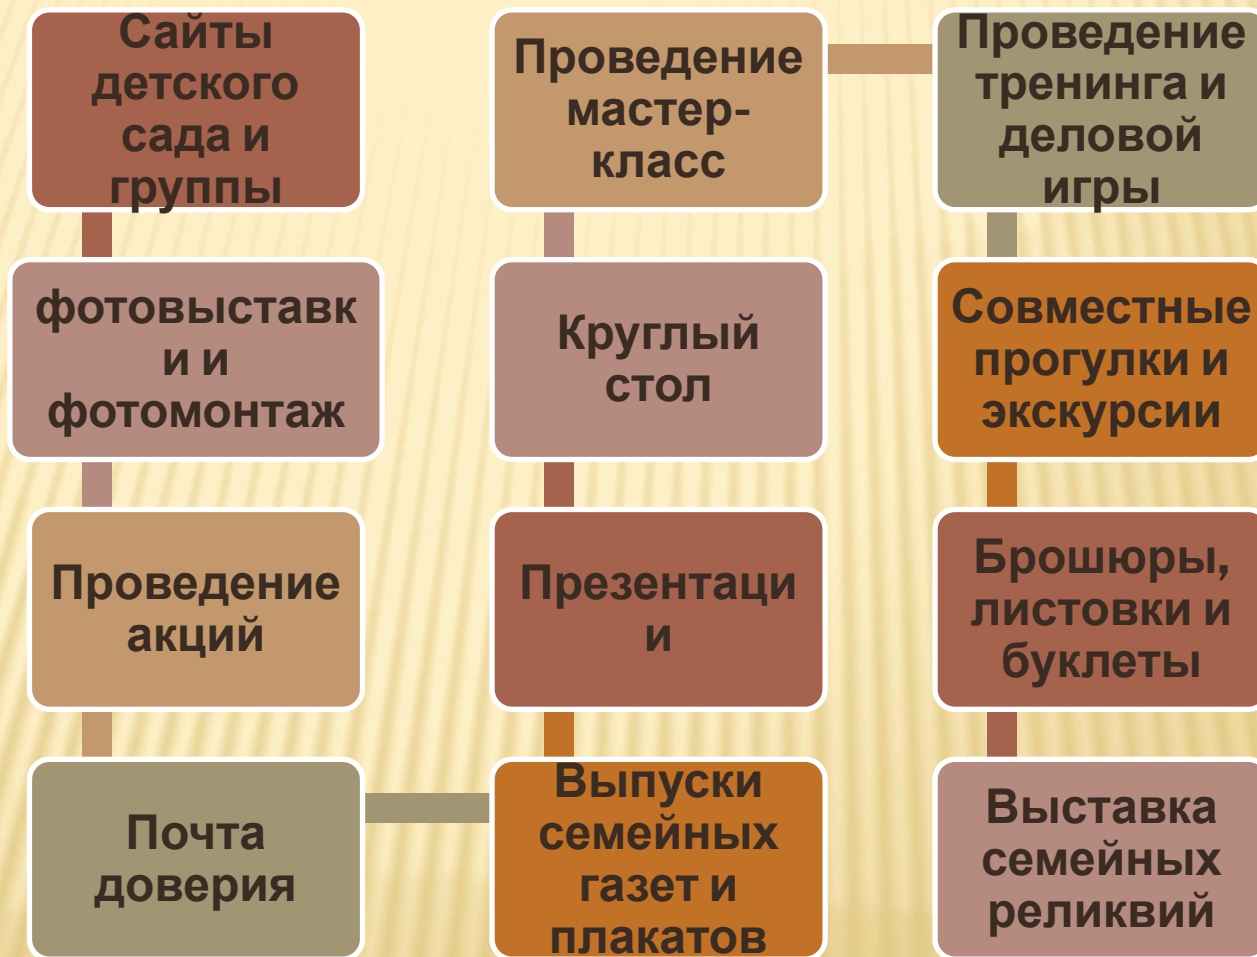 Сайты
детского
сада и
группы
фотовыставк
и и
фотомонтаж
Проведение
акций
Почта
доверия
Выпуски
семейных
газет и
плакатов
Презентаци
и
Круглый
стол
Проведение
мастер-
класс
Проведение
тренинга и
деловой
игры
Совместные
прогулки и
экскурсии
Брошюры,
листовки и
буклеты
Выставка
семейных
реликвий